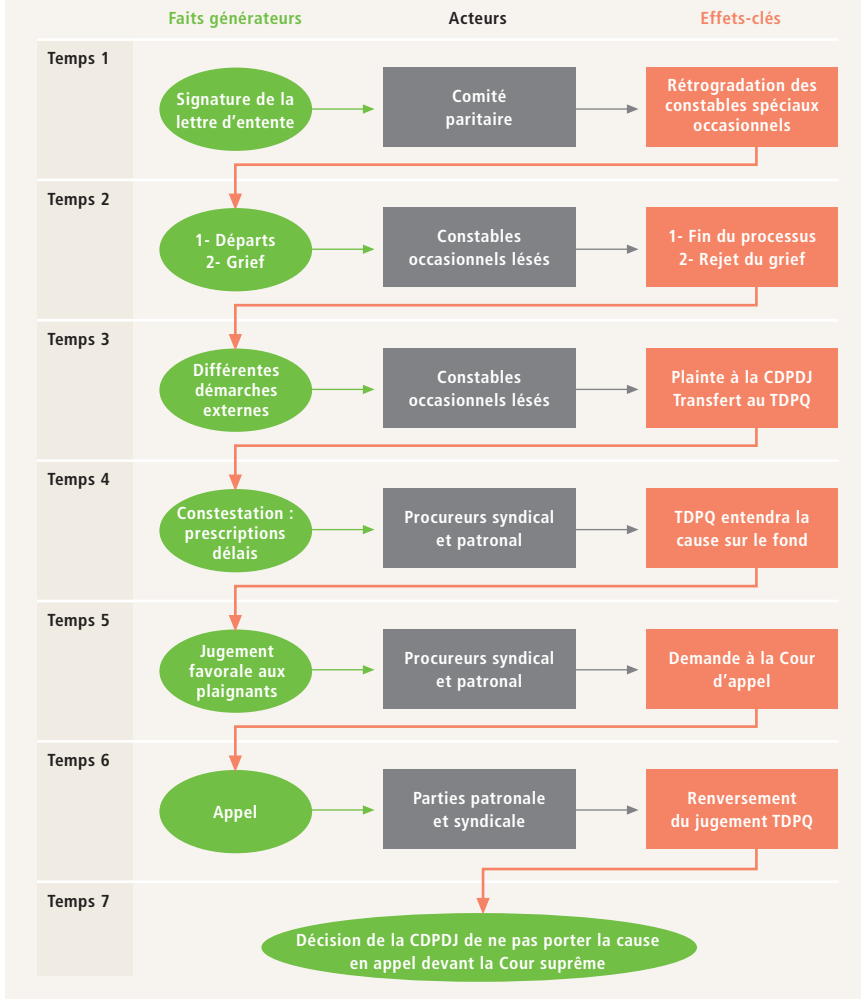 Faits générateurs
Acteurs
Effets-clés
Temps 1
Signature de la
lettre d'entente
Comité
paritaire
Rétrogradation des
constables spéciaux
occasionnels
Temps 2
1- Départs
2- Grief
Constables
occasionnels lésés
1- Fin du processus
2- Rejet du grief
Temps 3
Différentes
démarches
externes
Constables
occasionnels lésés
Plainte à la CDPDJ
Transfert au TDPQ
Temps 4
Constestation :
prescriptions
délais
Procureurs syndical
et patronal
TDPQ entendra la
cause sur le fond
Temps 5
Jugement
favorale aux
plaignants
Procureurs syndical
et patronal
Demande à la Cour
d'appel
Temps 6
Appel
Parties patronale
et syndicale
Renversement
du jugement TDPQ
Temps 7
Décision de la CDPDJ de ne pas porter la cause
en appel devant la Cour suprême